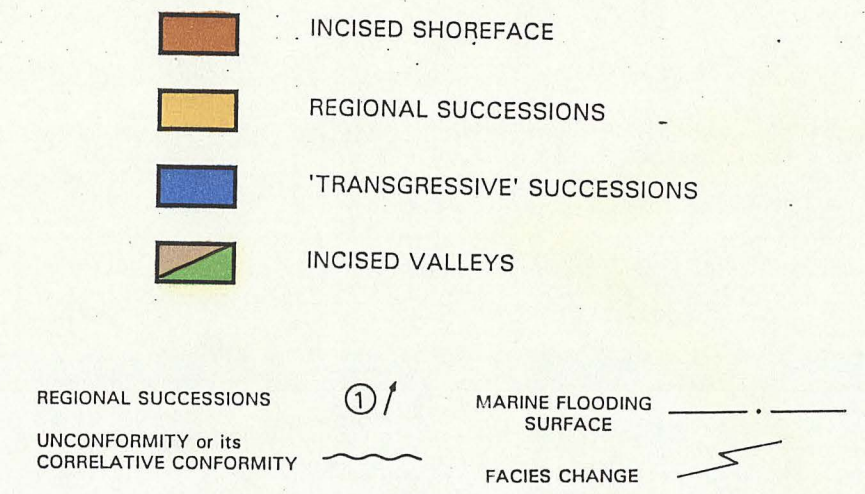 INCISED SHOREFACE
REGIONAL SUCCESSIONS
'TRANSGRESSIVE' SUCCESSIONS
INCISED VALLEYS
REGIONAL SUCCESSIONS
1
UNCONFORMITY or its
CORRELATIVE CONFORMITY
MARINE FLOODING
SURFACE
FACIES CHANGE